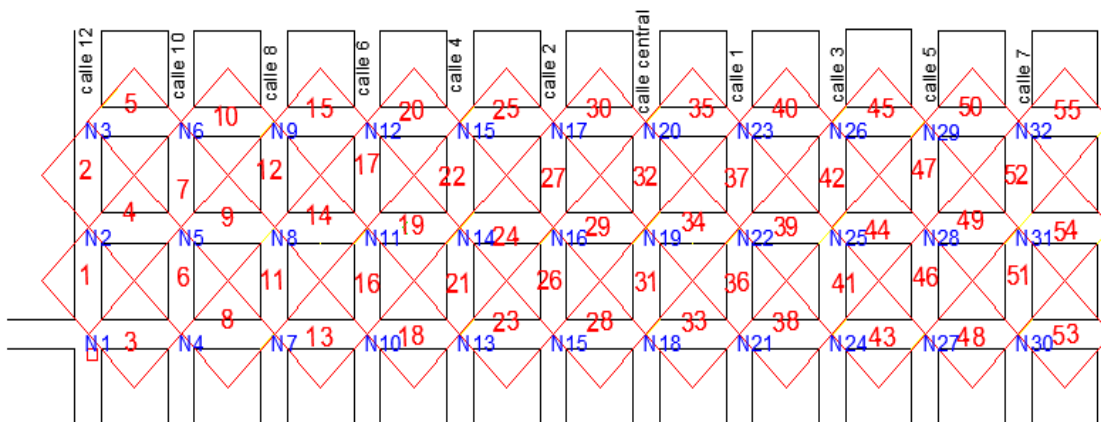 calle 12
calle 10
calle 8
calle 6
calle 4
calle 2
calle central
calle 1
calle 3
calle 5
calle 7
5 10 15 20 25 30 35 40 45 50 55
N3 N6 N9 N12 N15 N17 N20 N23 N26 N29 N32
2 7 12 17 22 27 32 37 42 47 52
4 9 14 19 24 29 34 39 44 49 54
N2 N5 N8 N11 N14 N16 N19 N22 N25 N28 N31
1 6 11 16 21 26 31 36 41 46 51
3 8 13 18 23 28 33 38 43 48 53
N1 N4 N7 N10 N13 N15 N18 N21 N24 N27 N30